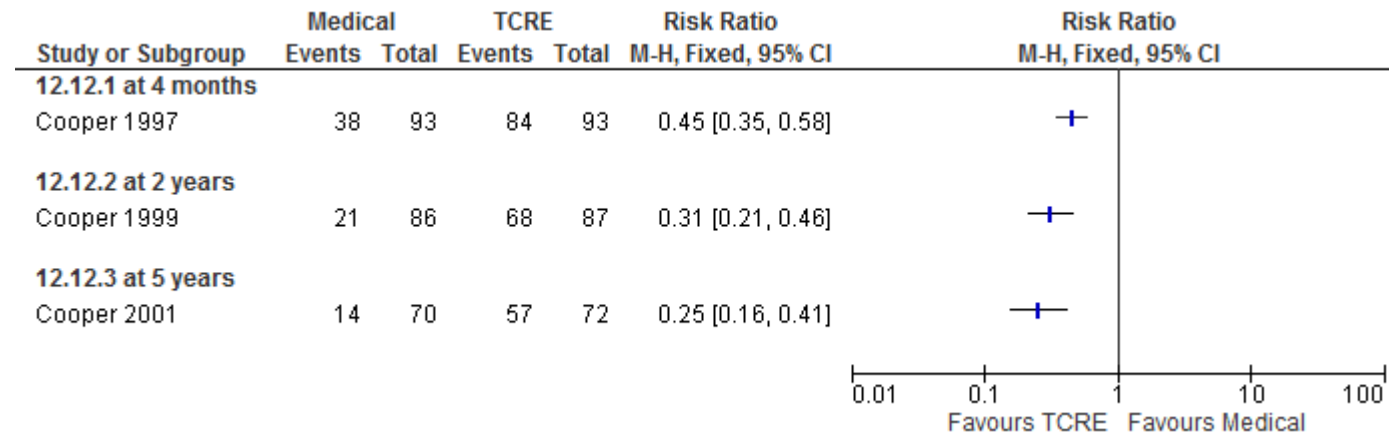 Medical TCRE Risk Ratio Risk Ratio
Study or Subgroup Events Total Events Total M-H, Fixed, 95% CI M-H, Fixed, 95% CI
12.12.1 at 4 months
Cooper 1997 38 93 84 93 0.45 [0.35, 0.58]
12.12.2 at 2 years
Cooper 1999 21 86 68 87 0.31 [0.21, 0.46]
12.12.3 at 5 years
Cooper 2001 14 70 57 72 0.25 [0.16, 0.41]
0.01 0.1 1 10 100
Favours TCRE Favours Medical